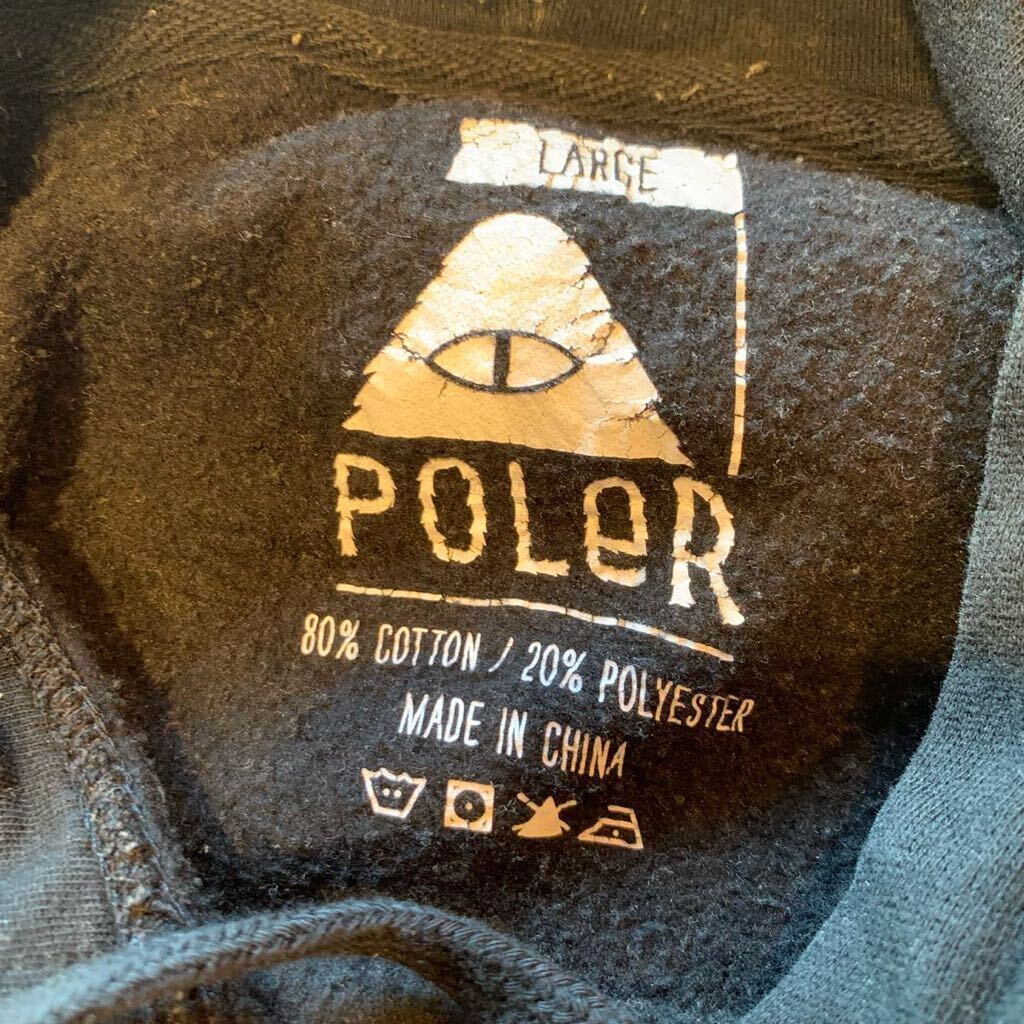 LARGE
POLeR
80% COTTON / 20% POLYESTER
MADE IN CHINA